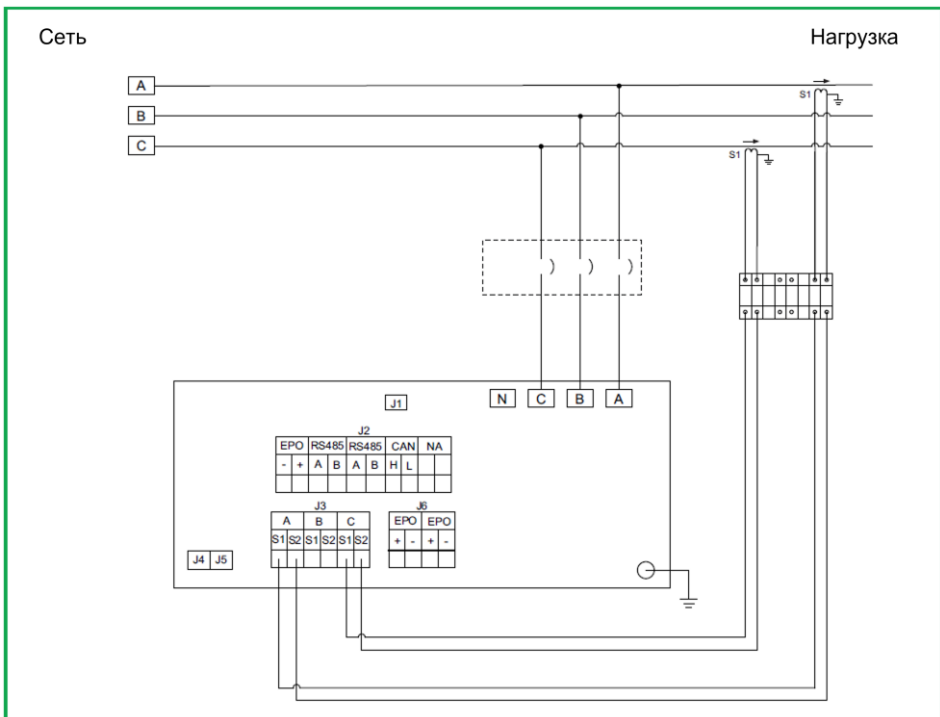 Сеть
Нагрузка
A
S1
B
C
S1
N C B A
J1
J2
EPO RS485 RS485 CAN NA
- + A B A B H L
J3
A B C
S1 S2 S1 S2 S1 S2
J6
EPO EPO
+ - + -
J4 J5